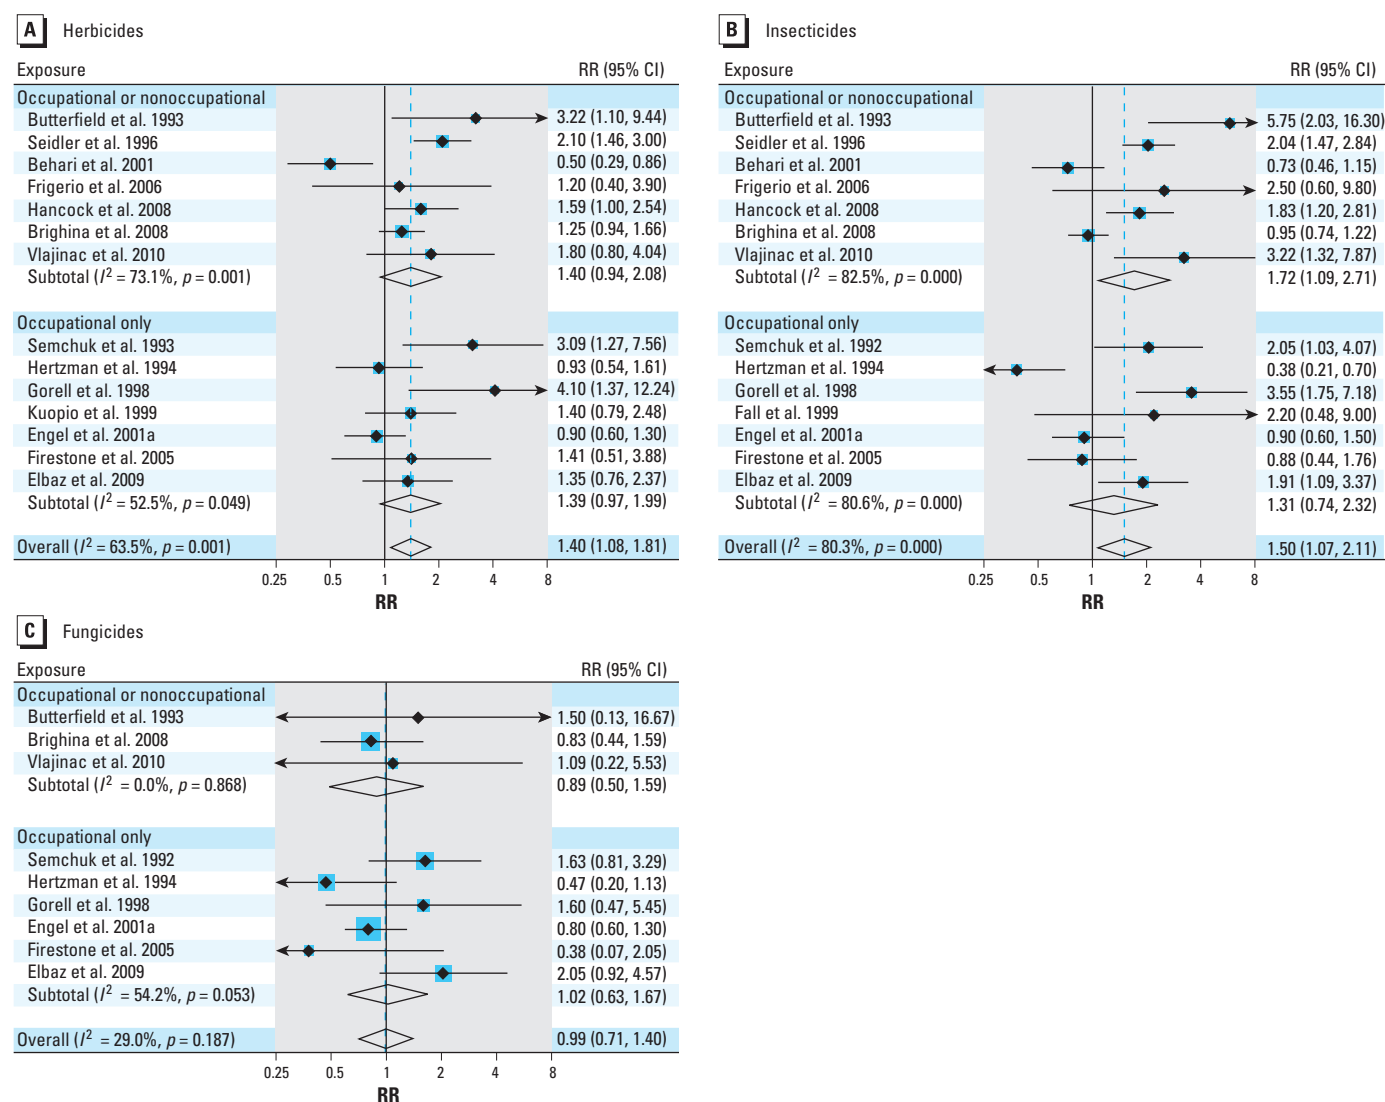 A Herbicides
Exposure RR (95% CI)
Occupational or nonoccupational
Butterfield et al. 1993 3.22 (1.10, 9.44)
Seidler et al. 1996 2.10 (1.46, 3.00)
Behari et al. 2001 0.50 (0.29, 0.86)
Frigerio et al. 2006 1.20 (0.40, 3.90)
Hancock et al. 2008 1.59 (1.00, 2.54)
Brighina et al. 2008 1.25 (0.94, 1.66)
Vlajinac et al. 2010 1.80 (0.80, 4.04)
Subtotal (I² = 73.1%, p = 0.001) 1.40 (0.94, 2.08)
Occupational only
Semchuk et al. 1993 3.09 (1.27, 7.56)
Hertzman et al. 1994 0.93 (0.54, 1.61)
Gorell et al. 1998 4.10 (1.37, 12.24)
Kuopio et al. 1999 1.40 (0.79, 2.48)
Engel et al. 2001a 0.90 (0.60, 1.30)
Firestone et al. 2005 1.41 (0.51, 3.88)
Elbaz et al. 2009 1.35 (0.76, 2.37)
Subtotal (I² = 52.5%, p = 0.049) 1.39 (0.97, 1.99)
Overall (I² = 63.5%, p = 0.001) 1.40 (1.08, 1.81)
0.25 0.5 1 2 4 8
RR
B Insecticides
Exposure RR (95% CI)
Occupational or nonoccupational
Butterfield et al. 1993 5.75 (2.03, 16.30)
Seidler et al. 1996 2.04 (1.47, 2.84)
Behari et al. 2001 0.73 (0.46, 1.15)
Frigerio et al. 2006 2.50 (0.60, 9.80)
Hancock et al. 2008 1.83 (1.20, 2.81)
Brighina et al. 2008 0.95 (0.74, 1.22)
Vlajinac et al. 2010 3.22 (1.32, 7.87)
Subtotal (I² = 82.5%, p = 0.000) 1.72 (1.09, 2.71)
Occupational only
Semchuk et al. 1992 2.05 (1.03, 4.07)
Hertzman et al. 1994 0.38 (0.21, 0.70)
Gorell et al. 1998 3.55 (1.75, 7.18)
Fall et al. 1999 2.20 (0.48, 9.00)
Engel et al. 2001a 0.90 (0.60, 1.50)
Firestone et al. 2005 0.88 (0.44, 1.76)
Elbaz et al. 2009 1.91 (1.09, 3.37)
Subtotal (I² = 80.6%, p = 0.000) 1.31 (0.74, 2.32)
Overall (I² = 80.3%, p = 0.000) 1.50 (1.07, 2.11)
0.25 0.5 1 2 4 8
RR
C Fungicides
Exposure RR (95% CI)
Occupational or nonoccupational
Butterfield et al. 1993 1.50 (0.13, 16.67)
Brighina et al. 2008 0.83 (0.44, 1.59)
Vlajinac et al. 2010 1.09 (0.22, 5.53)
Subtotal (I² = 0.0%, p = 0.868) 0.89 (0.50, 1.59)
Occupational only
Semchuk et al. 1992 1.63 (0.81, 3.29)
Hertzman et al. 1994 0.47 (0.20, 1.13)
Gorell et al. 1998 1.60 (0.47, 5.45)
Engel et al. 2001a 0.80 (0.60, 1.30)
Firestone et al. 2005 0.38 (0.07, 2.05)
Elbaz et al. 2009 2.05 (0.92, 4.57)
Subtotal (I² = 54.2%, p = 0.053) 1.02 (0.63, 1.67)
Overall (I² = 29.0%, p = 0.187) 0.99 (0.71, 1.40)
0.25 0.5 1 2 4 8
RR